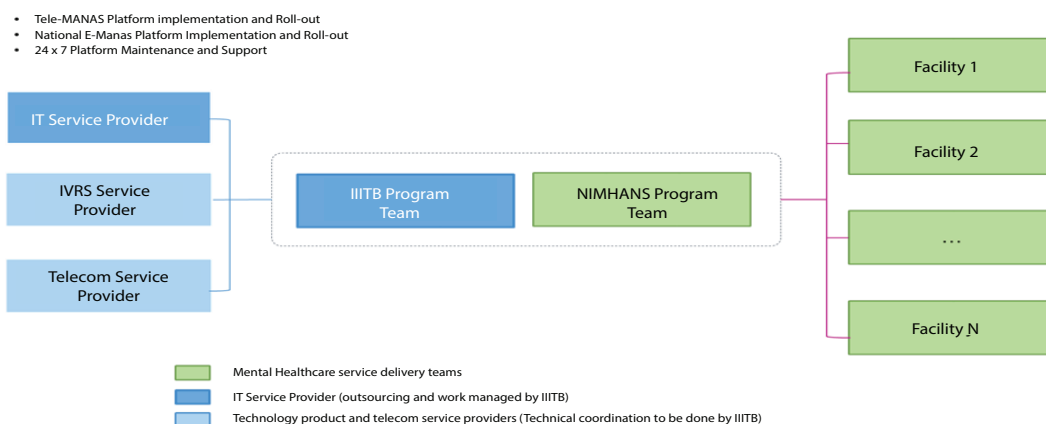 • Tele-MANAS Platform implementation and Roll-out
• National E-Manas Platform Implementation and Roll-out
• 24 x 7 Platform Maintenance and Support
IT Service Provider
IVRS Service
Provider
Telecom Service
Provider
IIITB Program
Team
NIMHANS Program
Team
Facility 1
Facility 2
...
Facility N
Mental Healthcare service delivery teams
IT Service Provider (outsourcing and work managed by IIITB)
Technology product and telecom service providers (Technical coordination to be done by IIITB)